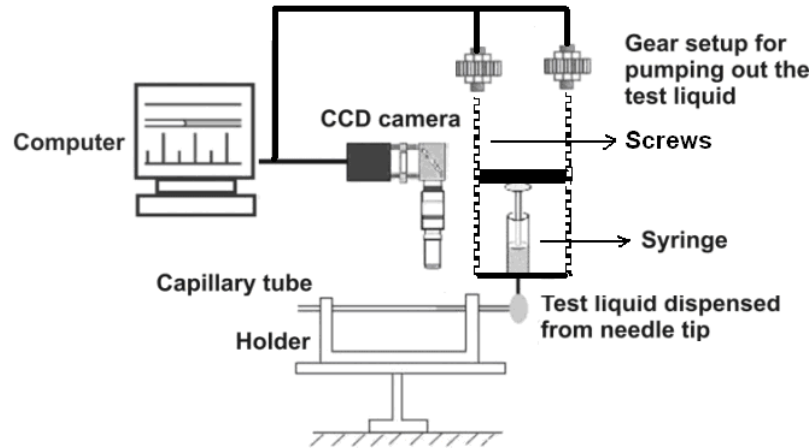 Gear setup for
pumping out the
test liquid
CCD camera
Computer
Screws
Syringe
Capillary tube
Test liquid dispensed
from needle tip
Holder